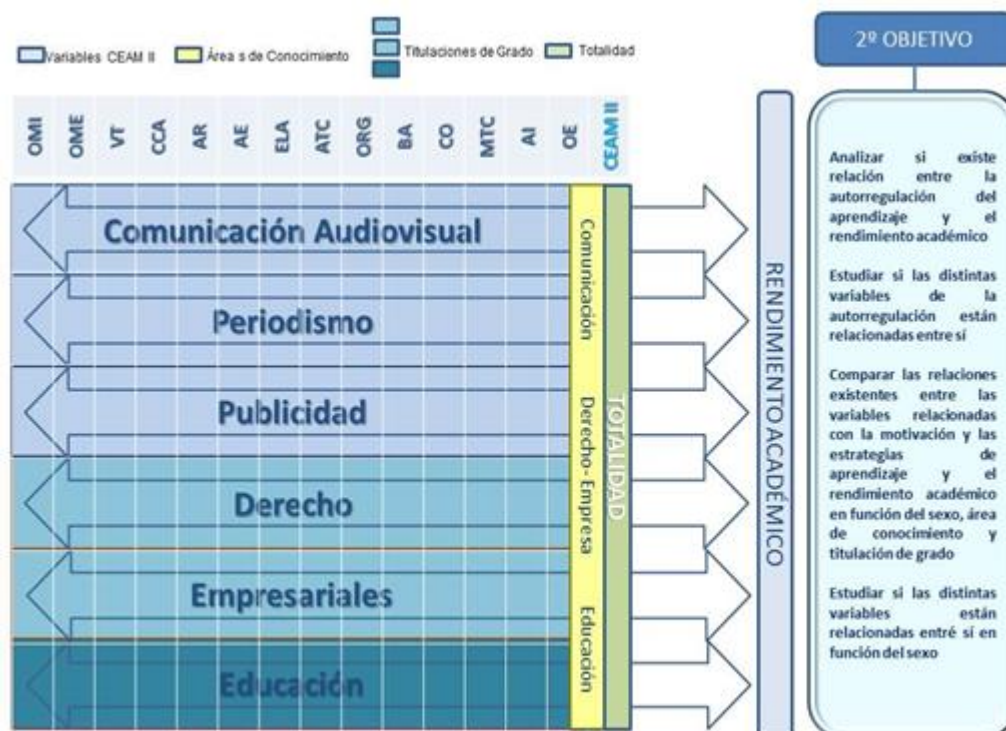 Variables CEAM II
Área s de Conocimiento
Titulaciones de Grado
Totalidad
2º OBJETIVO
OMI
OME
VT
CCA
AR
AE
ELA
ATC
ORG
BA
CO
MTC
AI
OE
CEAM II
Comunicación Audiovisual
Periodismo
Publicidad
Derecho
Empresariales
Educación
Comunicación
Derecho - Empresa
Educación
TOTALIDAD
RENDIMIENTO ACADÉMICO
Analizar si existe
relación entre la
autorregulación del
aprendizaje y el
rendimiento académico
Estudiar si las distintas
variables de la
autorregulación están
relacionadas entre sí
Comparar las relaciones
existentes entre las
variables relacionadas
con la motivación y las
estrategias de
aprendizaje y el
rendimiento académico
en función del sexo, área
de conocimiento y
titulación de grado
Estudiar si las distintas
variables están
relacionadas entré sí en
función del sexo